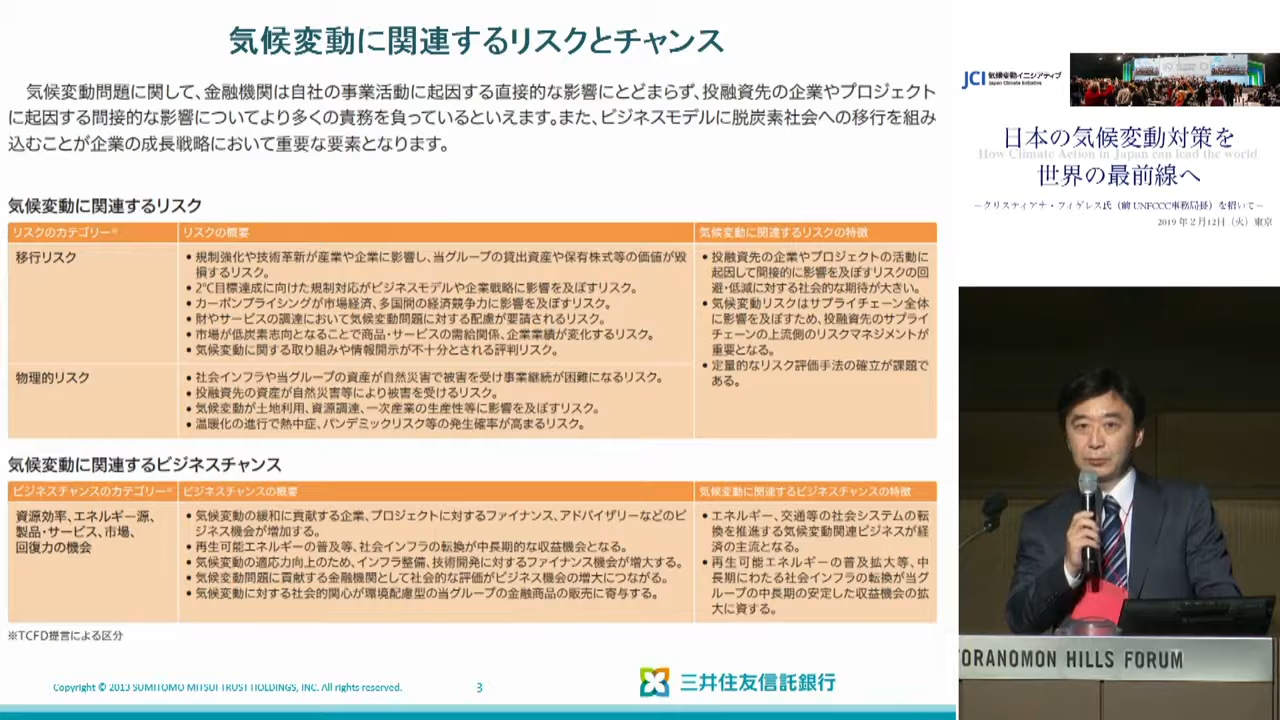 気候変動に関連するリスクとチャンス
気候変動問題に関して、金融機関は自社の事業活動に起因する直接的な影響にとどまらず、投融資先の企業やプロジェクト
に起因する間接的な影響についてより多くの責務を負っているといえます。また、ビジネスモデルに脱炭素社会への移行を組み
込むことが企業の成長戦略において重要な要素となります。
気候変動に関連するリスク
リスクのカテゴリー※
リスクの概要
気候変動に関連するリスクの特徴
移行リスク
• 規制強化や技術革新が産業や企業に影響し、当グループの貸出資産や保有株式等の価値が毀
損するリスク。
• 2℃目標達成に向けた規制対応がビジネスモデルや企業戦略に影響を及ぼすリスク。
• カーボンプライシングが市場経済、多国間の経済競争力に影響を及ぼすリスク。
• 財やサービスの調達において気候変動問題に対する配慮が要請されるリスク。
• 市場が低炭素志向となることで商品・サービスの需給関係、企業業績が変化するリスク。
• 気候変動に関する取り組みや情報開示が不十分とされる評判リスク。
• 投融資先の企業やプロジェクトの活動に
起因して間接的に影響を及ぼすリスクの回
避・低減に対する社会的な期待が大きい。
• 気候変動リスクはサプライチェーン全体
に影響を及ぼすため、投融資先のサプライ
チェーンの上流側のリスクマネジメントが
重要となる。
• 定量的なリスク評価手法の確立が課題で
ある。
物理的リスク
• 社会インフラや当グループの資産が自然災害で被害を受け事業継続が困難になるリスク。
• 投融資先の資産が自然災害等により被害を受けるリスク。
• 気候変動が土地利用、資源調達、一次産業の生産性等に影響を及ぼすリスク。
• 温暖化の進行で熱中症、パンデミックリスク等の発生確率が高まるリスク。
気候変動に関連するビジネスチャンス
ビジネスチャンスのカテゴリー※
ビジネスチャンスの概要
気候変動に関連するビジネスチャンスの特徴
資源効率、エネルギー源、
製品・サービス、市場、
回復力の機会
• 気候変動の緩和に貢献する企業、プロジェクトに対するファイナンス、アドバイザリーなどのビ
ジネス機会が増加する。
• 再生可能エネルギーの普及等、社会インフラの転換が中長期的な収益機会となる。
• 気候変動の適応力向上のため、インフラ整備、技術開発に対するファイナンス機会が増大する。
• 気候変動問題に貢献する金融機関として社会的な評価がビジネス機会の増大につながる。
• 気候変動に対する社会的関心が環境配慮型の当グループの金融商品の販売に寄与する。
• エネルギー、交通等の社会システムの転
換を推進する気候変動関連ビジネスが経
済の主流となる。
• 再生可能エネルギーの普及拡大等、中
長期にわたる社会インフラの転換が当グ
ループの中長期の安定した収益機会の拡
大に資する。
※TCFD提言による区分
Copyright © 2013 SUMITOMO MITSUI TRUST HOLDINGS, INC. All rights reserved.
3
三井住友信託銀行
JCI 気候変動イニシアティブ
Japan Climate Initiative
日本の気候変動対策を
How Climate Action in Japan can lead the world
世界の最前線へ
－クリスティアナ・フィゲレス氏（前UNFCCC事務局長）を招いて－
2019年2月12日（火）東京
TORANOMON HILLS FORUM